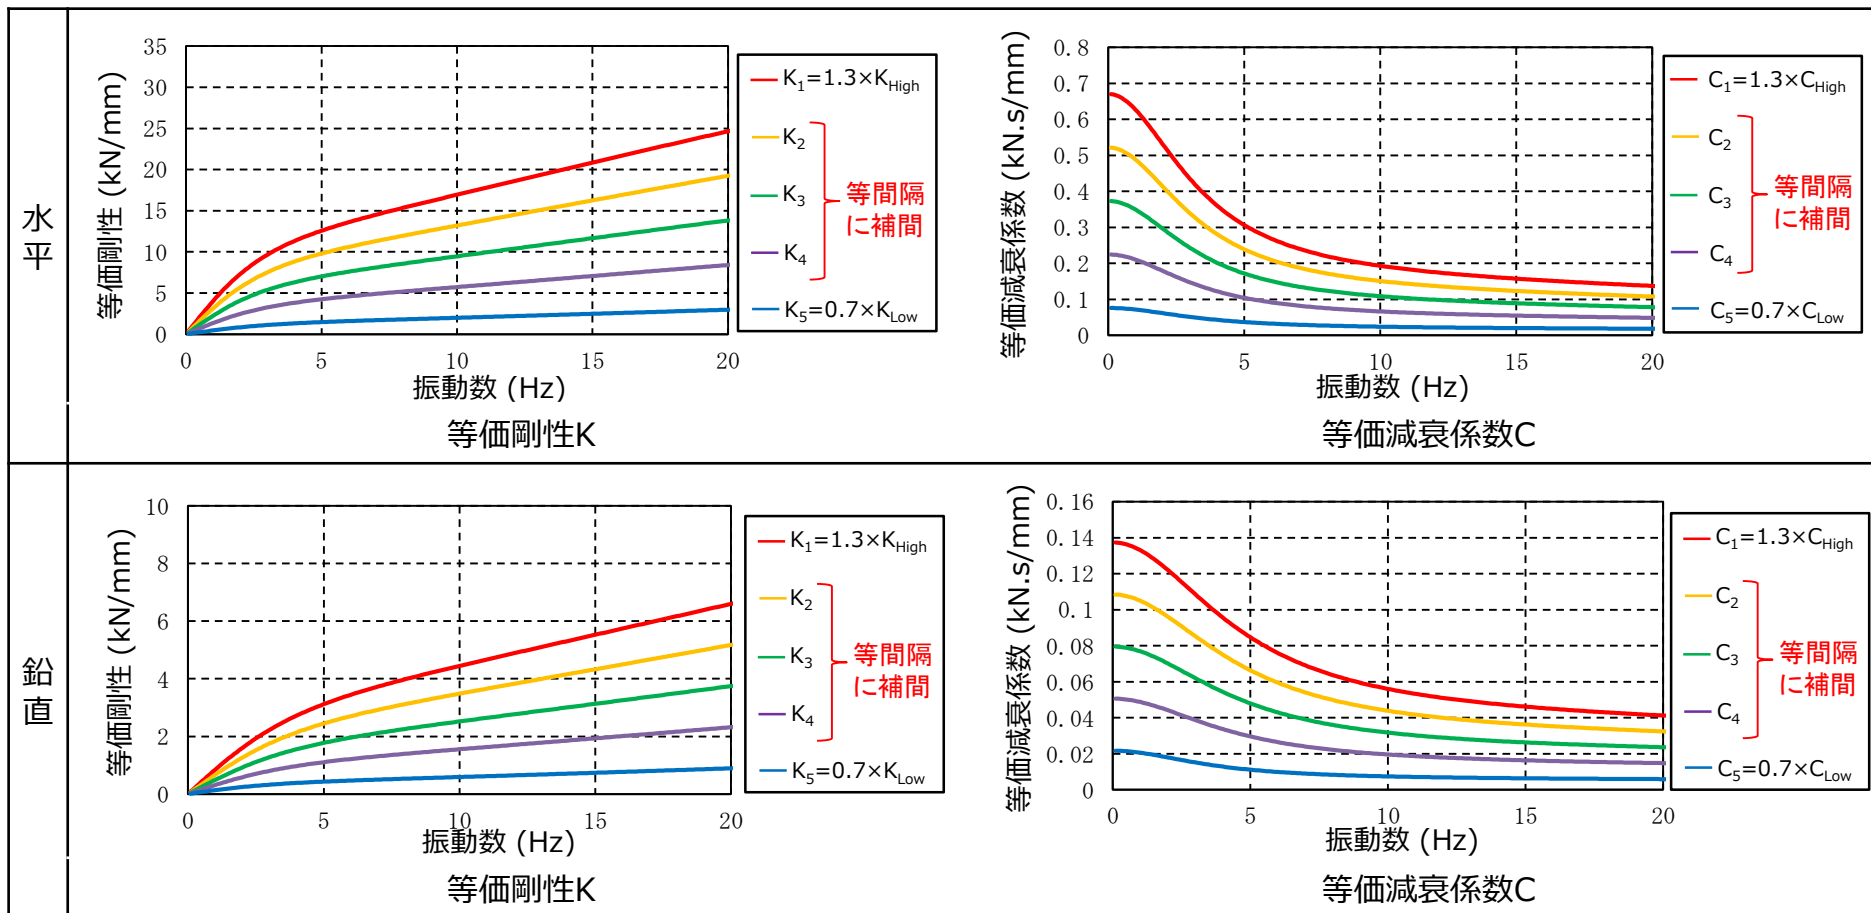 水平
等価剛性 (kN/mm)
35
30
25
20
15
10
5
0
0 5 10 15 20
振動数 (Hz)
K1=1.3×KHigh
K2
K3
K4
K5=0.7×KLow
等間隔
に補間
等価剛性K
等価減衰係数 (kN.s/mm)
0.8
0.7
0.6
0.5
0.4
0.3
0.2
0.1
0
0 5 10 15 20
振動数 (Hz)
C1=1.3×CHigh
C2
C3
C4
C5=0.7×CLow
等間隔
に補間
等価減衰係数C
鉛直
等価剛性 (kN/mm)
10
8
6
4
2
0
0 5 10 15 20
振動数 (Hz)
K1=1.3×KHigh
K2
K3
K4
K5=0.7×KLow
等間隔
に補間
等価剛性K
等価減衰係数 (kN.s/mm)
0.16
0.14
0.12
0.1
0.08
0.06
0.04
0.02
0
0 5 10 15 20
振動数 (Hz)
C1=1.3×CHigh
C2
C3
C4
C5=0.7×CLow
等間隔
に補間
等価減衰係数C